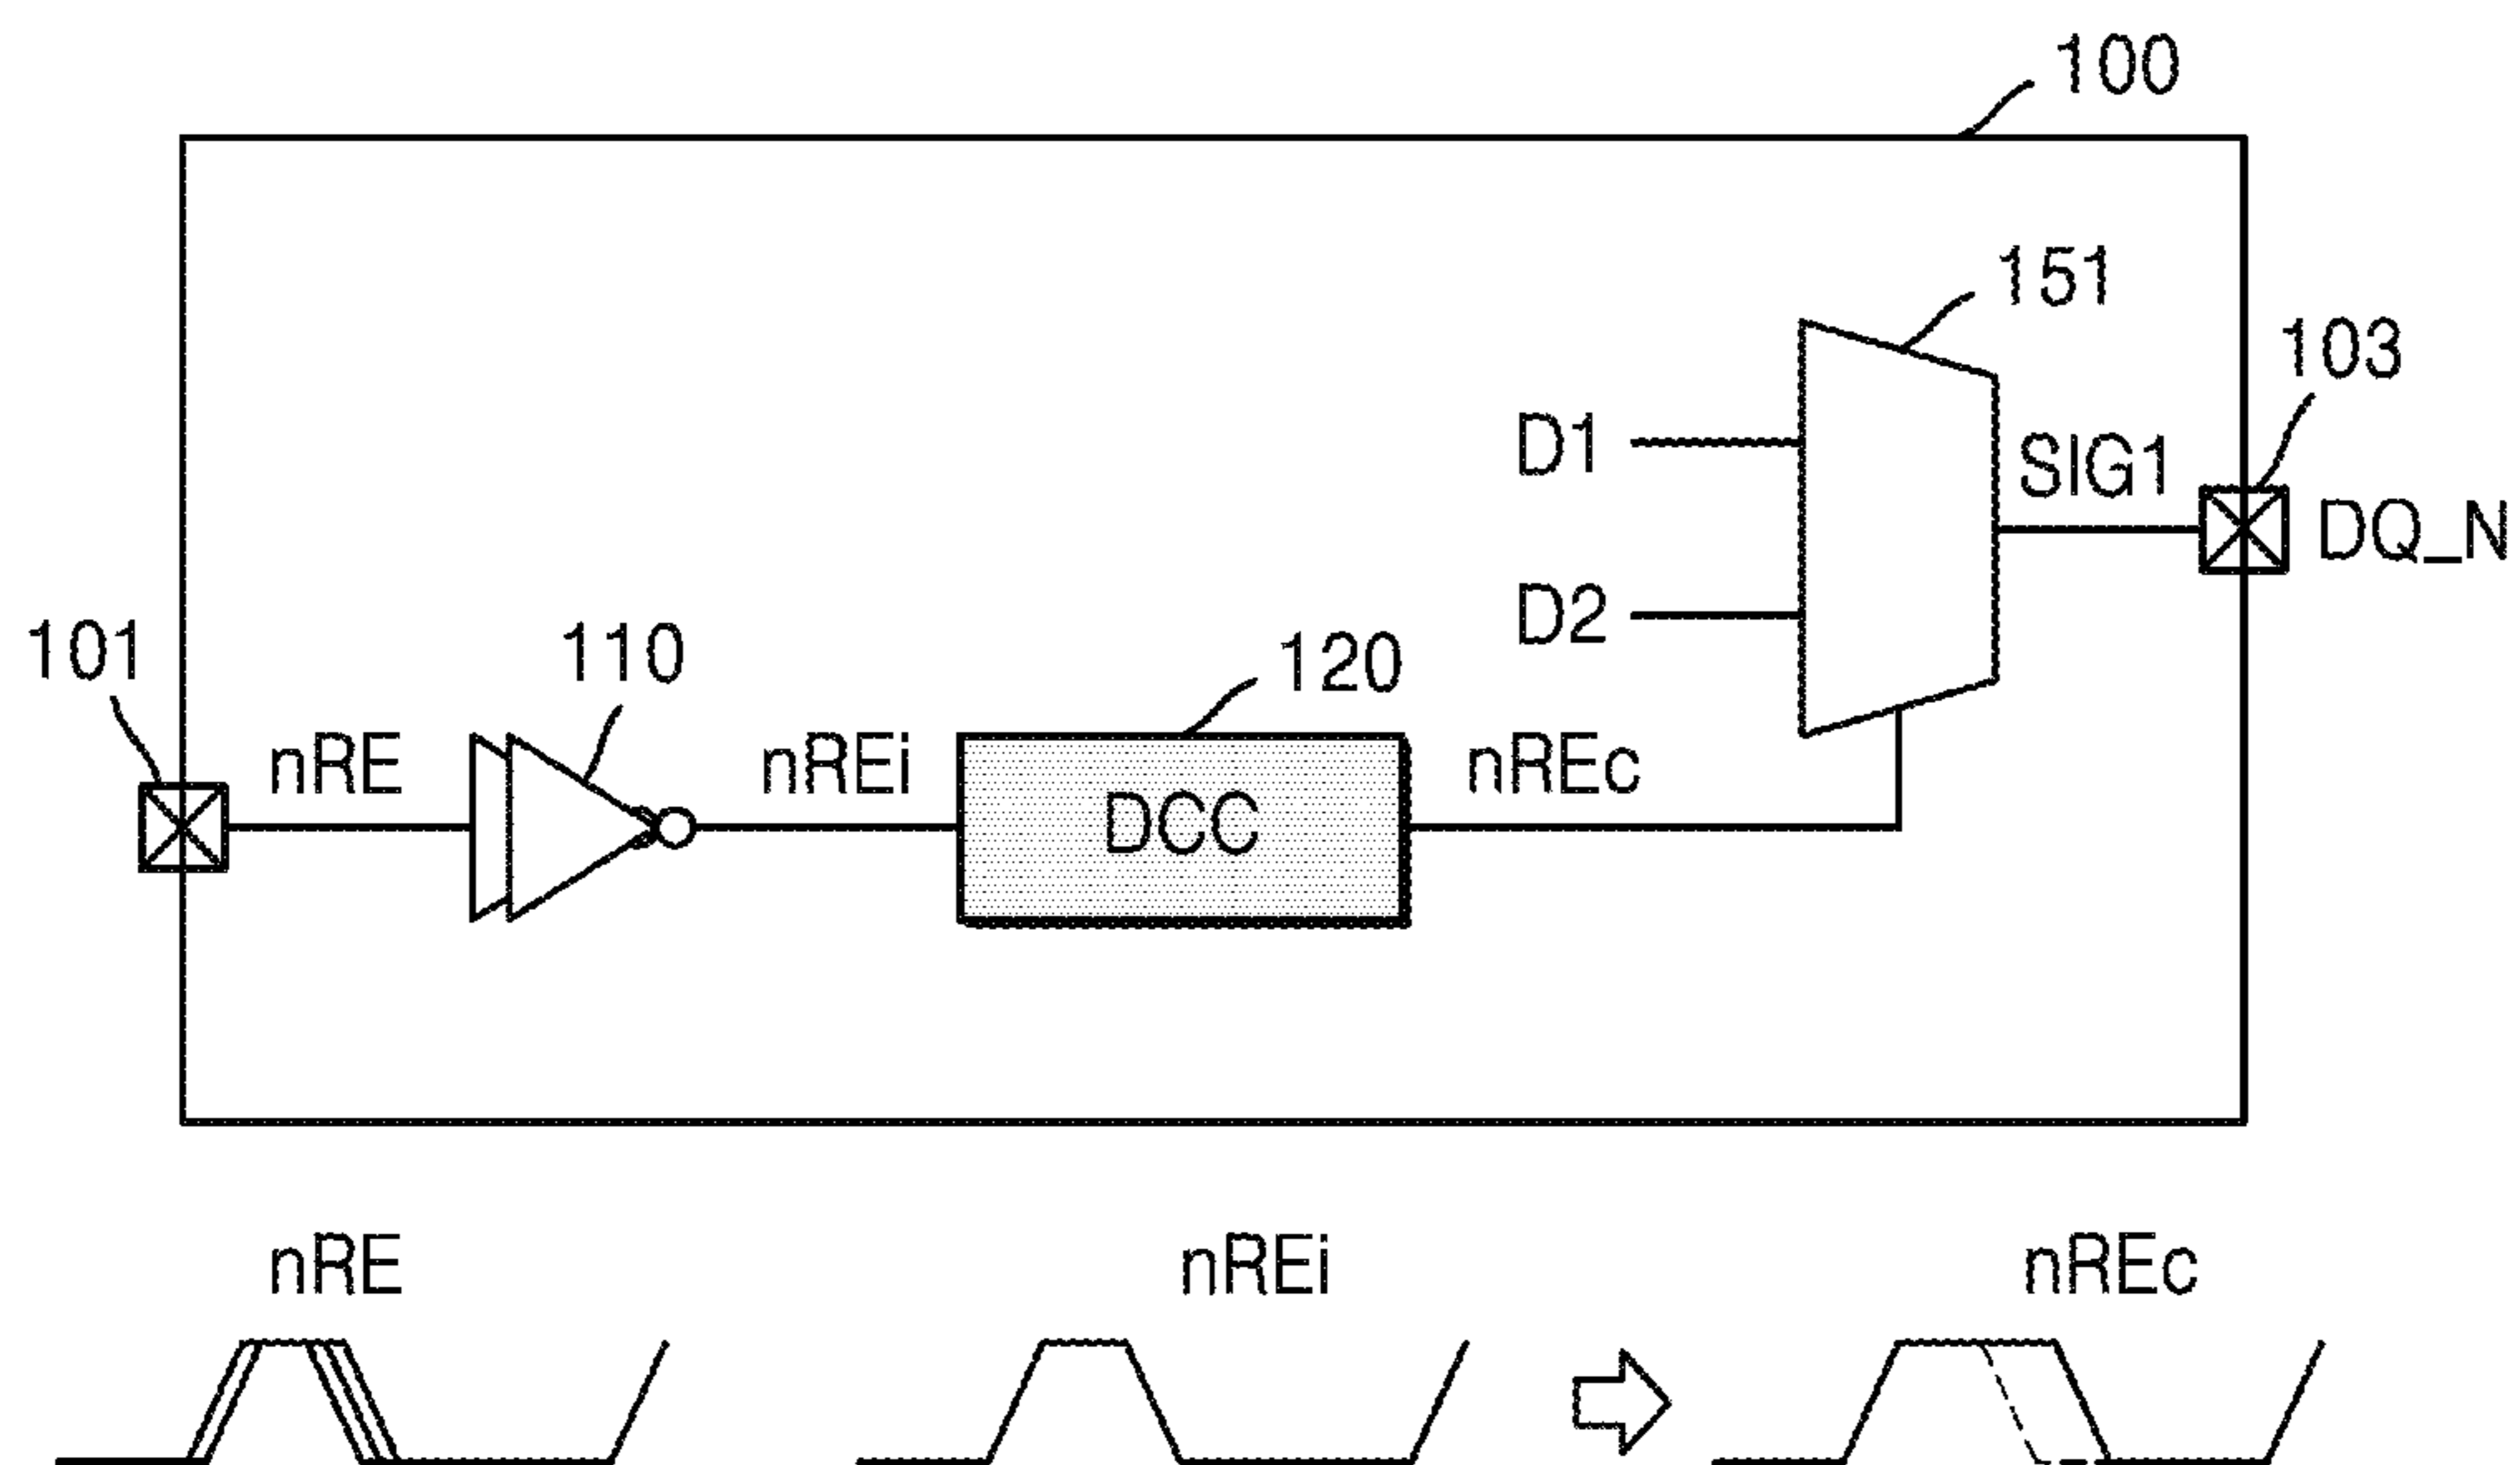 100
151
103
D1
SIG1
DQ_N
D2
101
110
120
nRE
nREi
nREc
DCC
nRE
nREi
nREc